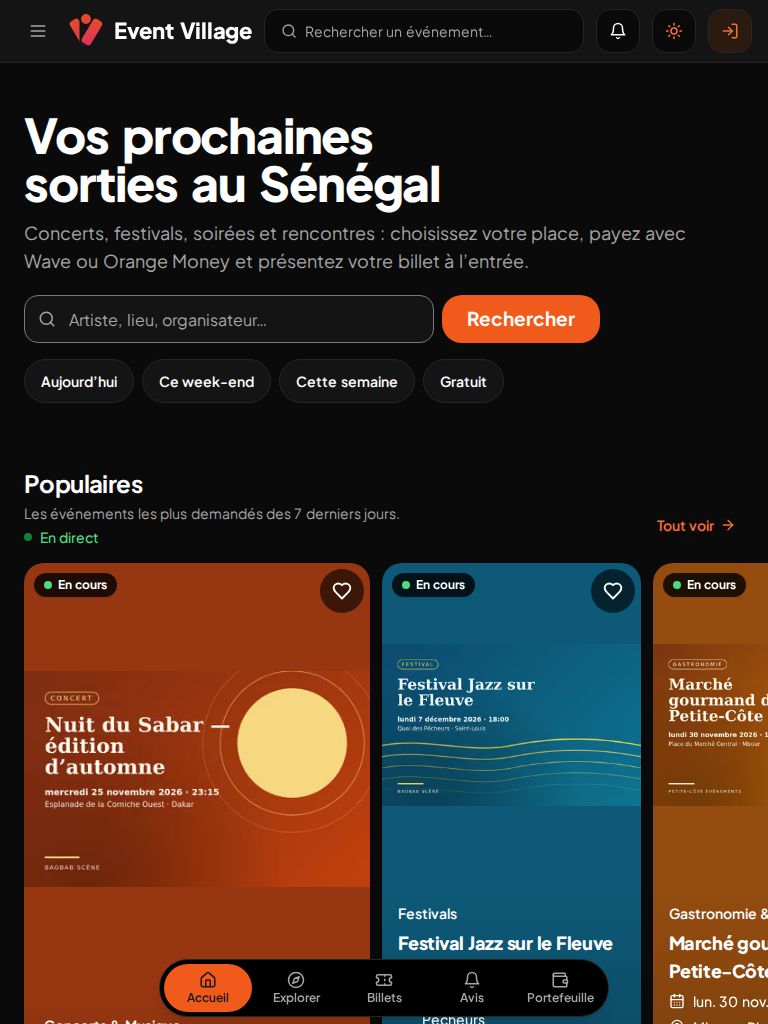 Event Village
Rechercher un événement...
Vos prochaines
sorties au Sénégal
Concerts, festivals, soirées et rencontres : choisissez votre place, payez avec
Wave ou Orange Money et présentez votre billet à l’entrée.
Artiste, lieu, organisateur...
Rechercher
Aujourd’hui
Ce week-end
Cette semaine
Gratuit
Populaires
Les événements les plus demandés des 7 derniers jours.
En direct
Tout voir
En cours
CONCERT
Nuit du Sabar —
édition
d’automne
mercredi 25 novembre 2026 · 23:15
Esplanade de la Corniche Ouest · Dakar
BAOBAB SCÈNE
En cours
FESTIVAL
Festival Jazz sur
le Fleuve
lundi 7 décembre 2026 · 18:00
Quai des Pêcheurs · Saint-Louis
BAOBAB SCÈNE
Festivals
Festival Jazz sur le Fleuve
Pêcheurs
En cours
GASTRONOMIE
Marché
gourmand d
Petite-Côte
lundi 30 novembre 2026 · 1
Place du Marché Central · Mbour
PETITE-CÔTE ÉVÉNEMENTS
Gastronomie &
Marché gou
Petite-Côte
lun. 30 nov.
Accueil
Explorer
Billets
Avis
Portefeuille